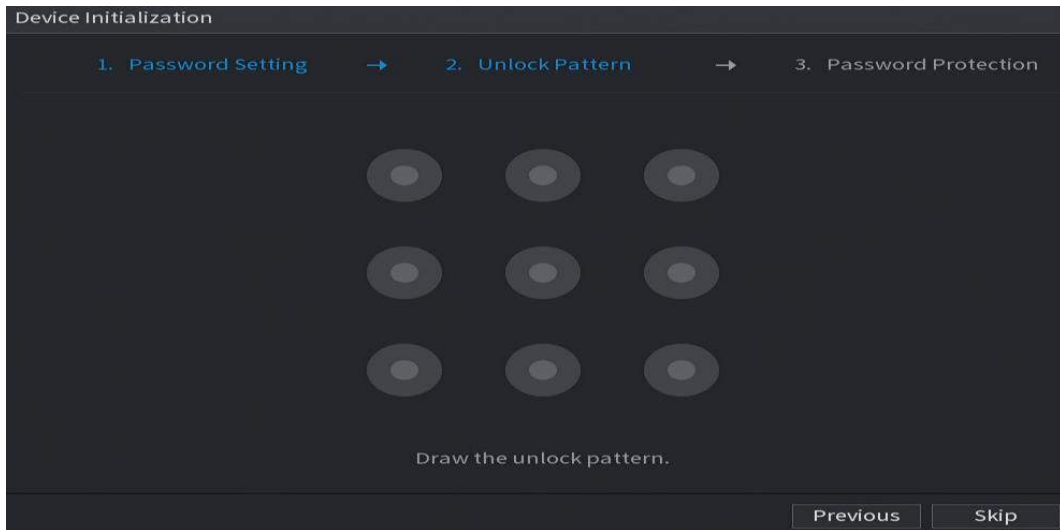 Device Initialization
1. Password Setting → 2. Unlock Pattern → 3. Password Protection
Draw the unlock pattern.
Previous Skip